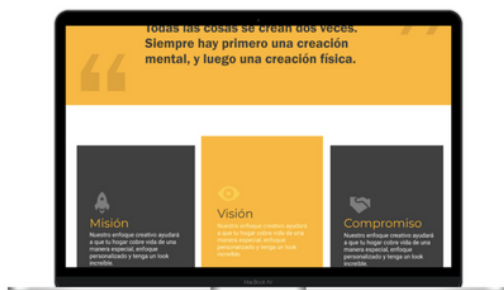 Todas las cosas se crean dos veces.
Siempre hay primero una creación
mental, y luego una creación física.
Misión
Nuestro enfoque creativo ayudará
a que tu hogar cobre vida de una
manera especial, enfoque
personalizado y tenga un look
increíble.
Visión
Nuestro enfoque creativo ayudará
a que tu hogar cobre vida de una
manera especial, enfoque
personalizado y tenga un look
increíble.
Compromiso
Nuestro enfoque creativo ayudará
a que tu hogar cobre vida de una
manera especial, enfoque
personalizado y tenga un look
increíble.
MacBook Air